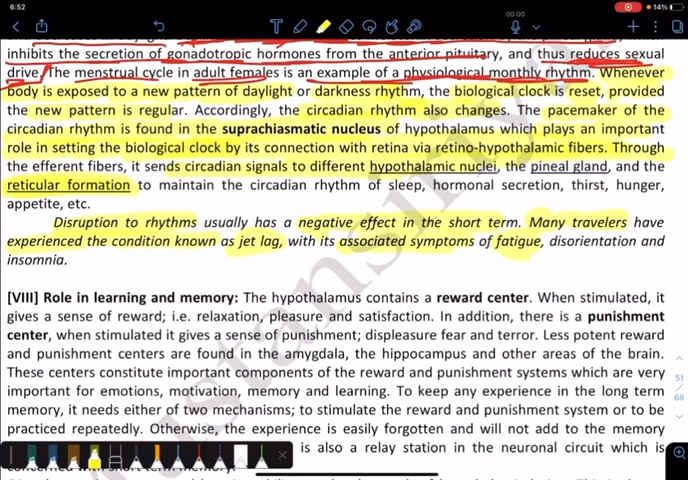 6:52
14%
00:00
inhibits the secretion of gonadotropic hormones from the anterior pituitary, and thus reduces sexual
drive. The menstrual cycle in adult females is an example of a physiological monthly rhythm. Whenever
body is exposed to a new pattern of daylight or darkness rhythm, the biological clock is reset, provided
the new pattern is regular. Accordingly, the circadian rhythm also changes. The pacemaker of the
circadian rhythm is found in the suprachiasmatic nucleus of hypothalamus which plays an important
role in setting the biological clock by its connection with retina via retino-hypothalamic fibers. Through
the efferent fibers, it sends circadian signals to different hypothalamic nuclei, the pineal gland, and the
reticular formation to maintain the circadian rhythm of sleep, hormonal secretion, thirst, hunger,
appetite, etc.
Disruption to rhythms usually has a negative effect in the short term. Many travelers have
experienced the condition known as jet lag, with its associated symptoms of fatigue, disorientation and
insomnia.
[VIII] Role in learning and memory: The hypothalamus contains a reward center. When stimulated, it
gives a sense of reward; i.e. relaxation, pleasure and satisfaction. In addition, there is a punishment
center, when stimulated it gives a sense of punishment; displeasure fear and terror. Less potent reward
and punishment centers are found in the amygdala, the hippocampus and other areas of the brain.
These centers constitute important components of the reward and punishment systems which are very
important for emotions, motivation, memory and learning. To keep any experience in the long term
memory, it needs either of two mechanisms; to stimulate the reward and punishment system or to be
practiced repeatedly. Otherwise, the experience is easily forgotten and will not add to the memory
is also a relay station in the neuronal circuit which is
51
68